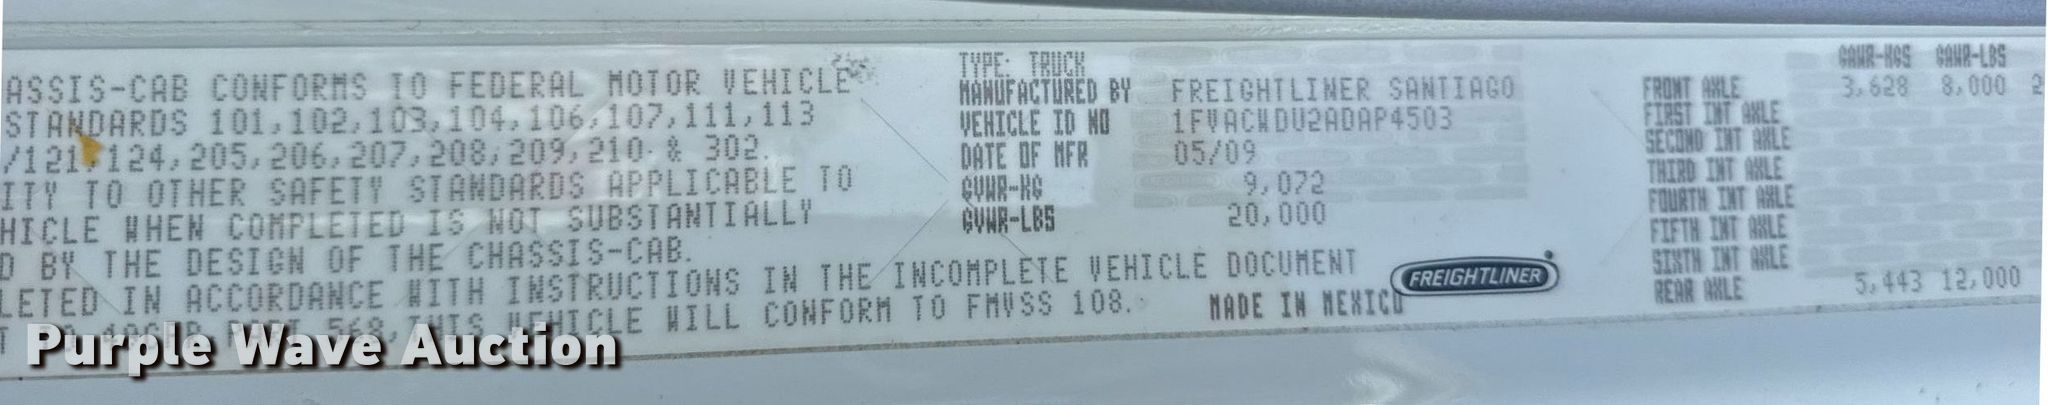 ASSIS-CAB CONFORMS TO FEDERAL MOTOR VEHICLE
STANDARDS 101,102,103,104,106,107,111,113
/121,124,205,206,207,208,209,210 & 302.
ITY TO OTHER SAFETY STANDARDS APPLICABLE TO
HICLE WHEN COMPLETED IS NOT SUBSTANTIALLY
D BY THE DESIGN OF THE CHASSIS-CAB.
LETED IN ACCORDANCE WITH INSTRUCTIONS IN THE INCOMPLETE VEHICLE DOCUMENT
PART 568,THIS VEHICLE WILL CONFORM TO FMVSS 108.
TYPE: TRUCK
MANUFACTURED BY FREIGHTLINER SANTIAGO
VEHICLE ID NO 1FVACWDU2ADAP4503
DATE OF MFR 05/09
GVWR-KG 9,072
GVWR-LBS 20,000
MADE IN MEXICO
FREIGHTLINER
GAWR-KGS GAWR-LBS
FRONT AXLE 3,628 8,000 2
FIRST INT AXLE
SECOND INT AXLE
THIRD INT AXLE
FOURTH INT AXLE
FIFTH INT AXLE
SIXTH INT AXLE
REAR AXLE 5,443 12,000
Purple Wave Auction